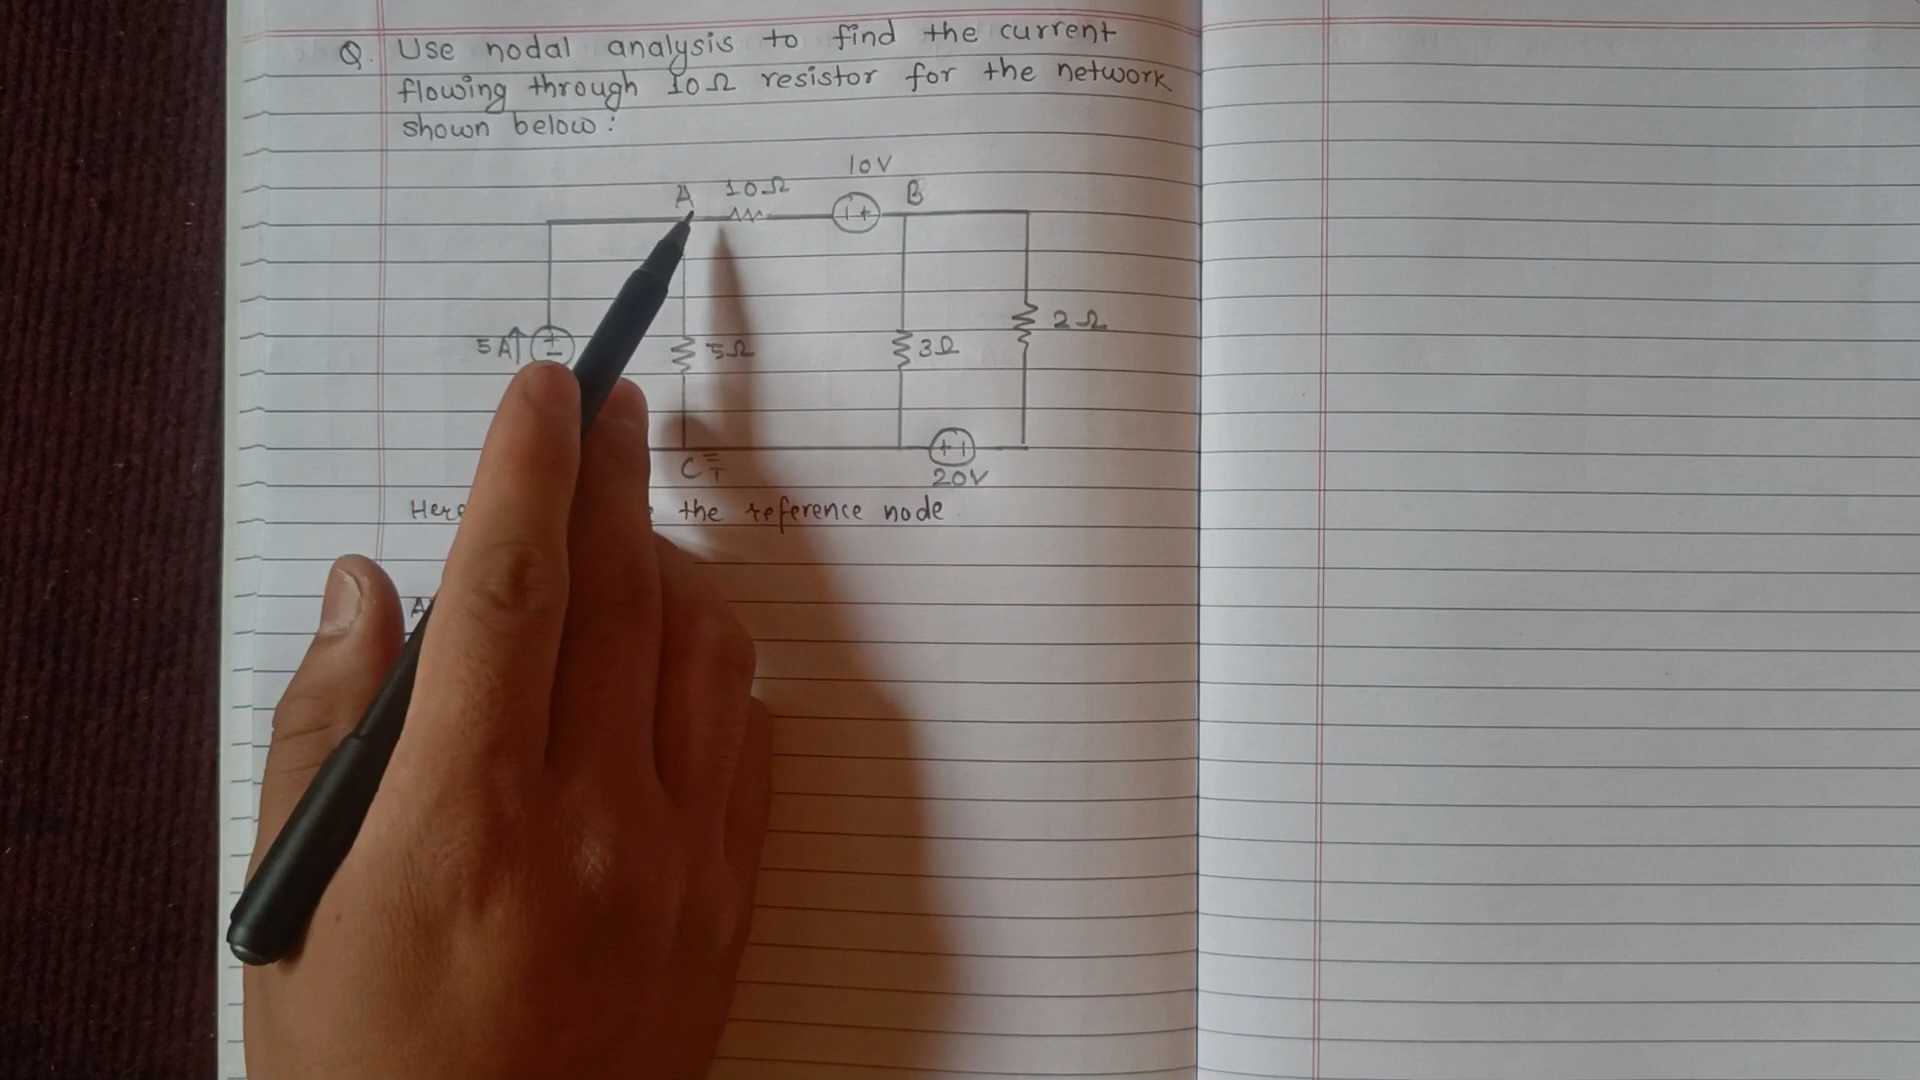 Q. Use nodal analysis to find the current
flowing through 10Ω resistor for the network
shown below:
10V
A 10Ω B
5A 5Ω 3Ω 2Ω
C
20V
the reference node